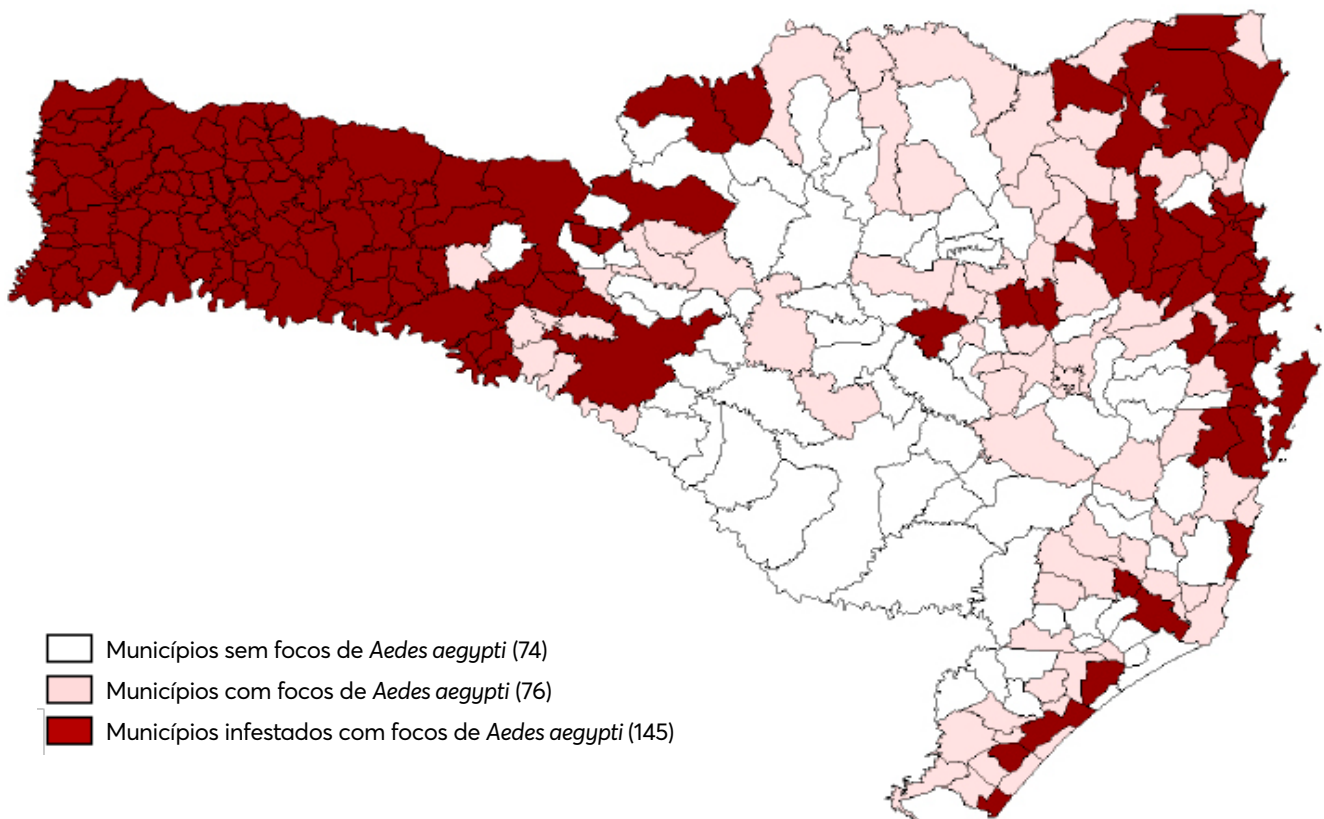 Municípios sem focos de Aedes aegypti (74)
Municípios com focos de Aedes aegypti (76)
Municípios infestados com focos de Aedes aegypti (145)